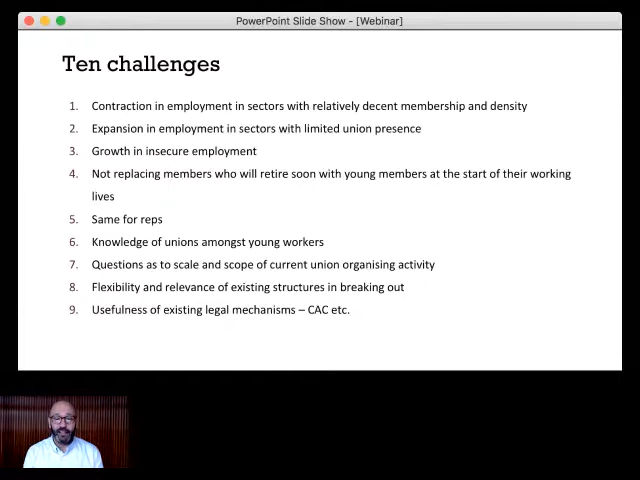 PowerPoint Slide Show - [Webinar]
Ten challenges
1. Contraction in employment in sectors with relatively decent membership and density
2. Expansion in employment in sectors with limited union presence
3. Growth in insecure employment
4. Not replacing members who will retire soon with young members at the start of their working
lives
5. Same for reps
6. Knowledge of unions amongst young workers
7. Questions as to scale and scope of current union organising activity
8. Flexibility and relevance of existing structures in breaking out
9. Usefulness of existing legal mechanisms – CAC etc.